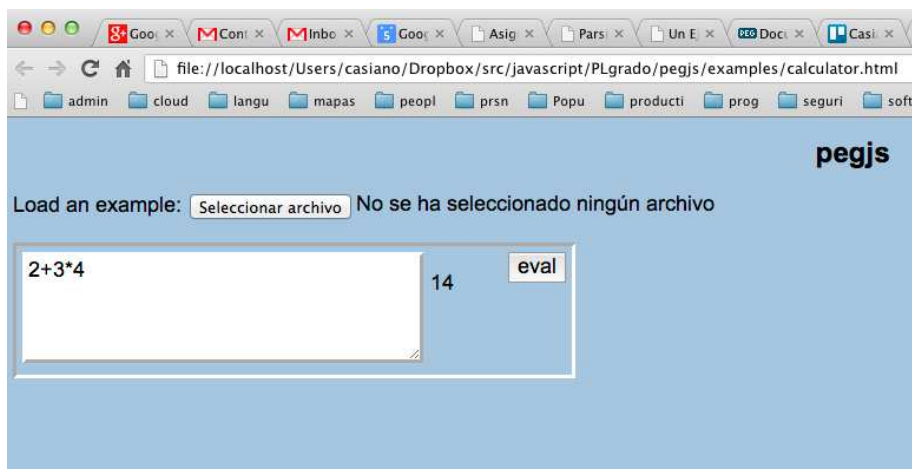 Goo Cont Inbo Goo Asig Pars Un E Docu Casi
file://localhost/Users/casiano/Dropbox/src/javascript/PLgrado/pegjs/examples/calculator.html
admin cloud langu mapas peopl prsn Popu producti prog seguri soft
pegjs
Load an example: Seleccionar archivo No se ha seleccionado ningún archivo
2+3*4 14 eval